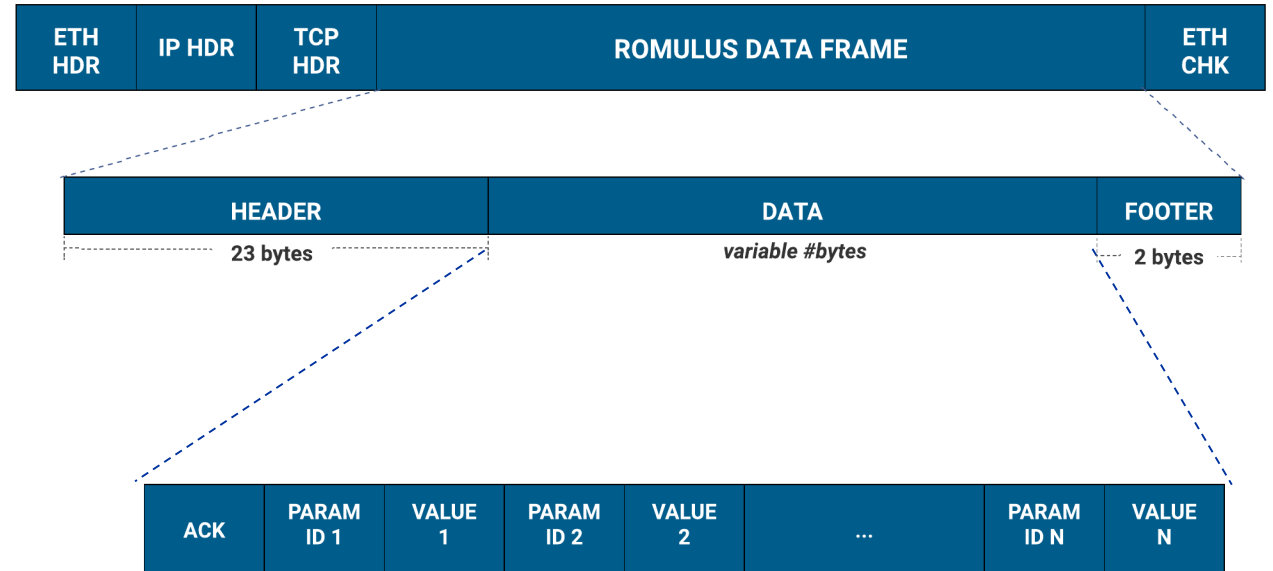 ETH
HDR
IP HDR
TCP
HDR
ROMULUS DATA FRAME
ETH
CHK
HEADER
DATA
FOOTER
23 bytes
variable #bytes
2 bytes
ACK
PARAM
ID 1
VALUE
1
PARAM
ID 2
VALUE
2
...
PARAM
ID N
VALUE
N